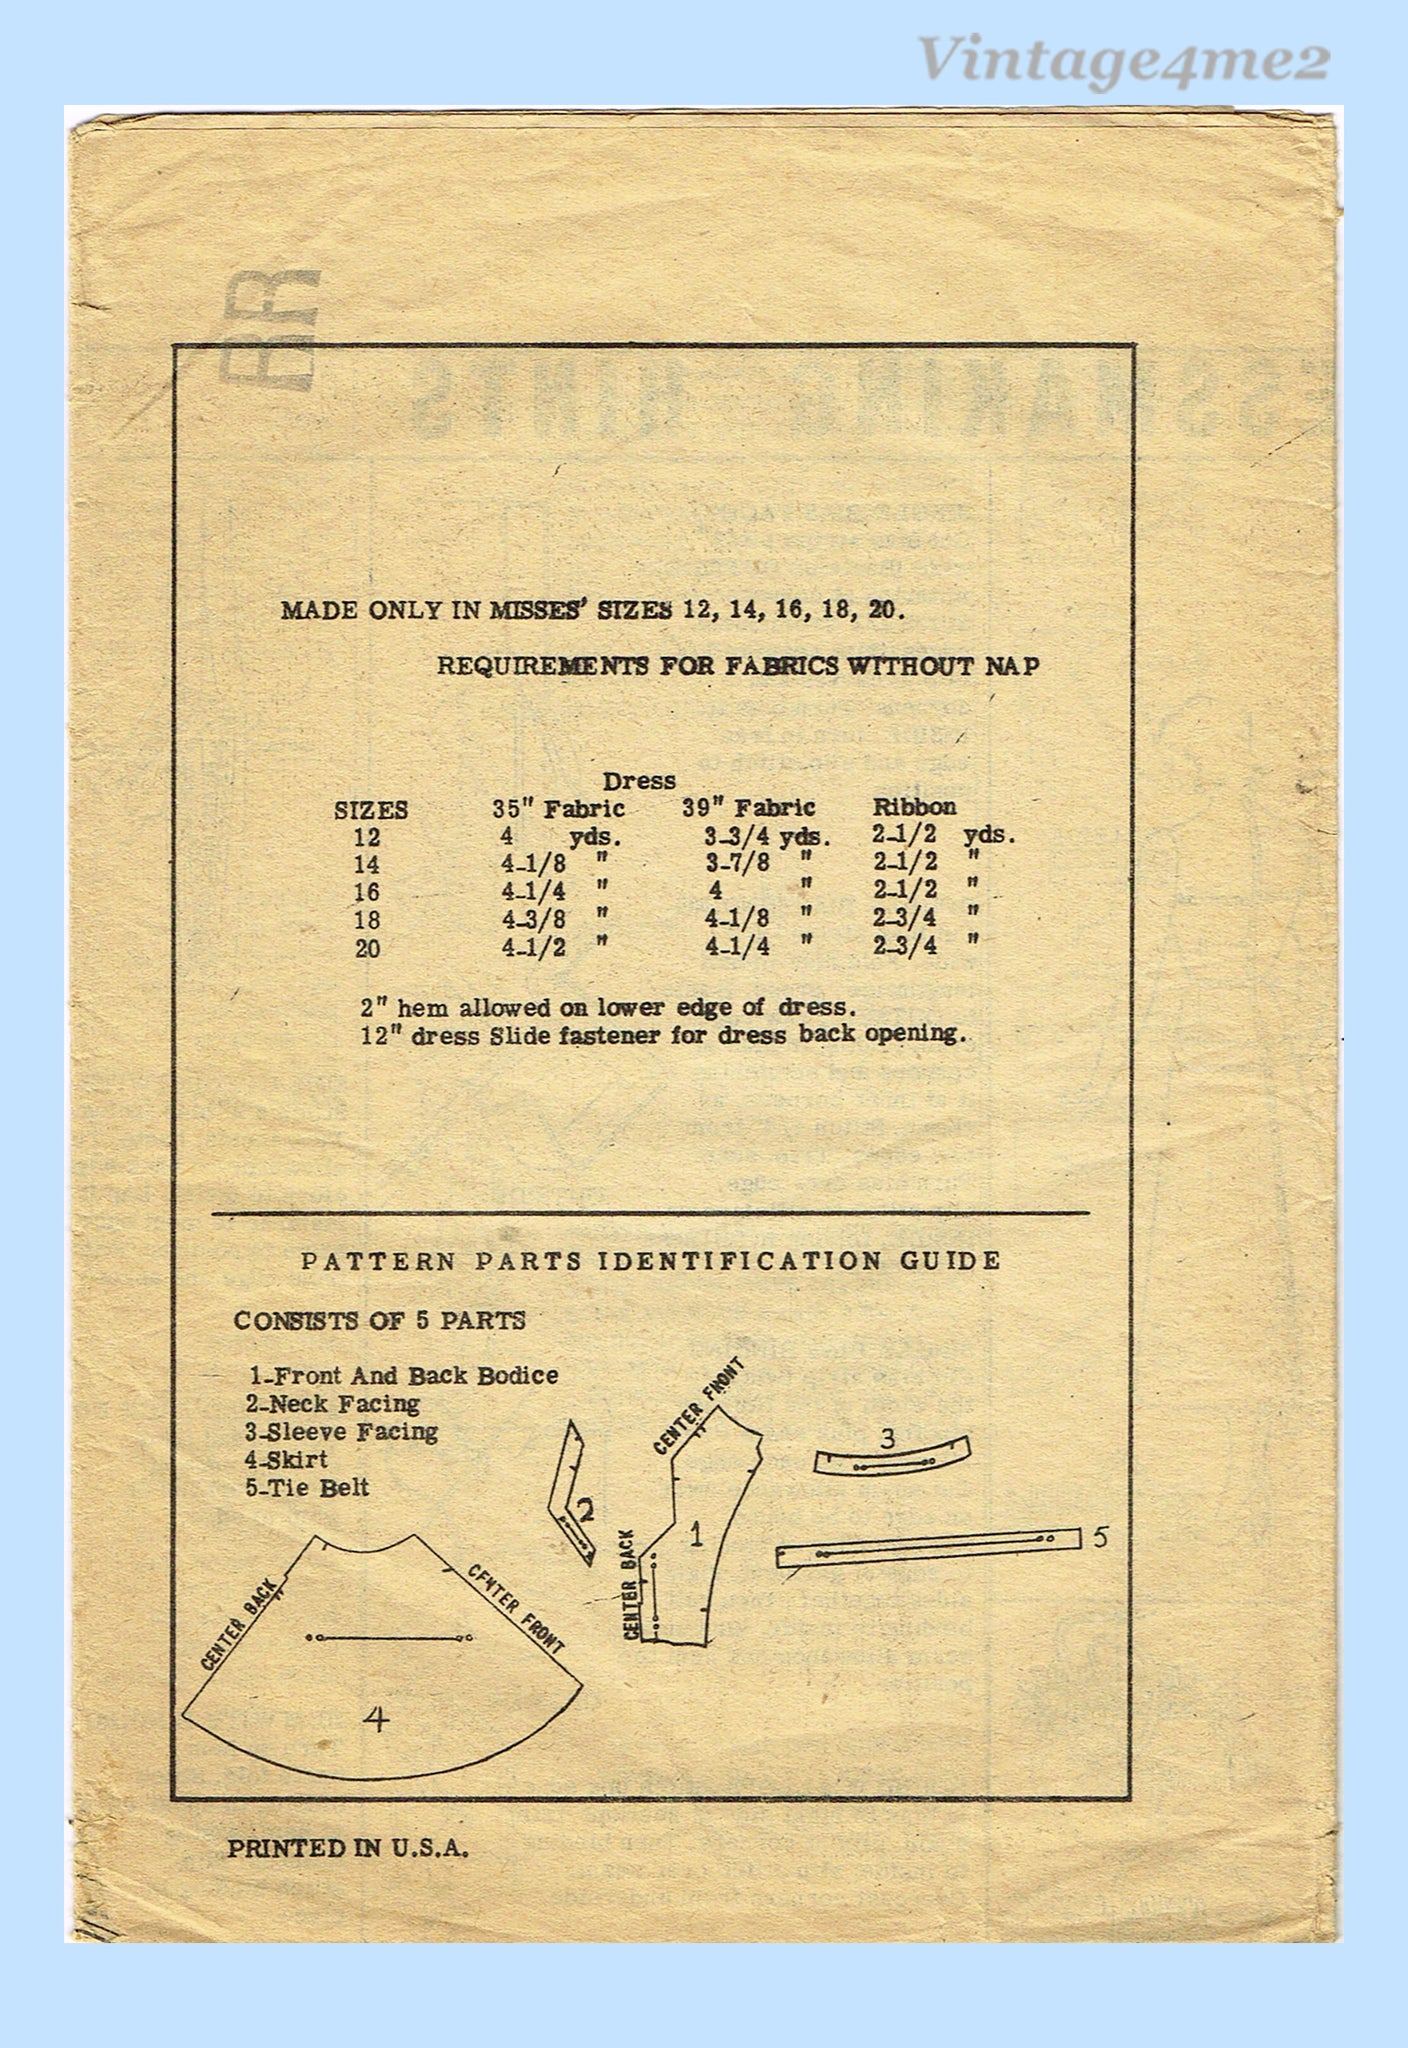 Vintage4me2
BR
MADE ONLY IN MISSES' SIZES 12, 14, 16, 18, 20.
REQUIREMENTS FOR FABRICS WITHOUT NAP
Dress
SIZES 35" Fabric 39" Fabric Ribbon
12 4 yds. 3-3/4 yds. 2-1/2 yds.
14 4-1/8 " 3-7/8 " 2-1/2 "
16 4-1/4 " 4 " 2-1/2 "
18 4-3/8 " 4-1/8 " 2-3/4 "
20 4-1/2 " 4-1/4 " 2-3/4 "
2" hem allowed on lower edge of dress.
12" dress Slide fastener for dress back opening.
PATTERN PARTS IDENTIFICATION GUIDE
CONSISTS OF 5 PARTS
1-Front And Back Bodice
2-Neck Facing
3-Sleeve Facing
4-Skirt
5-Tie Belt
CENTER FRONT
3
2
1
5
CENTER BACK
CENTER BACK
CENTER FRONT
4
PRINTED IN U.S.A.